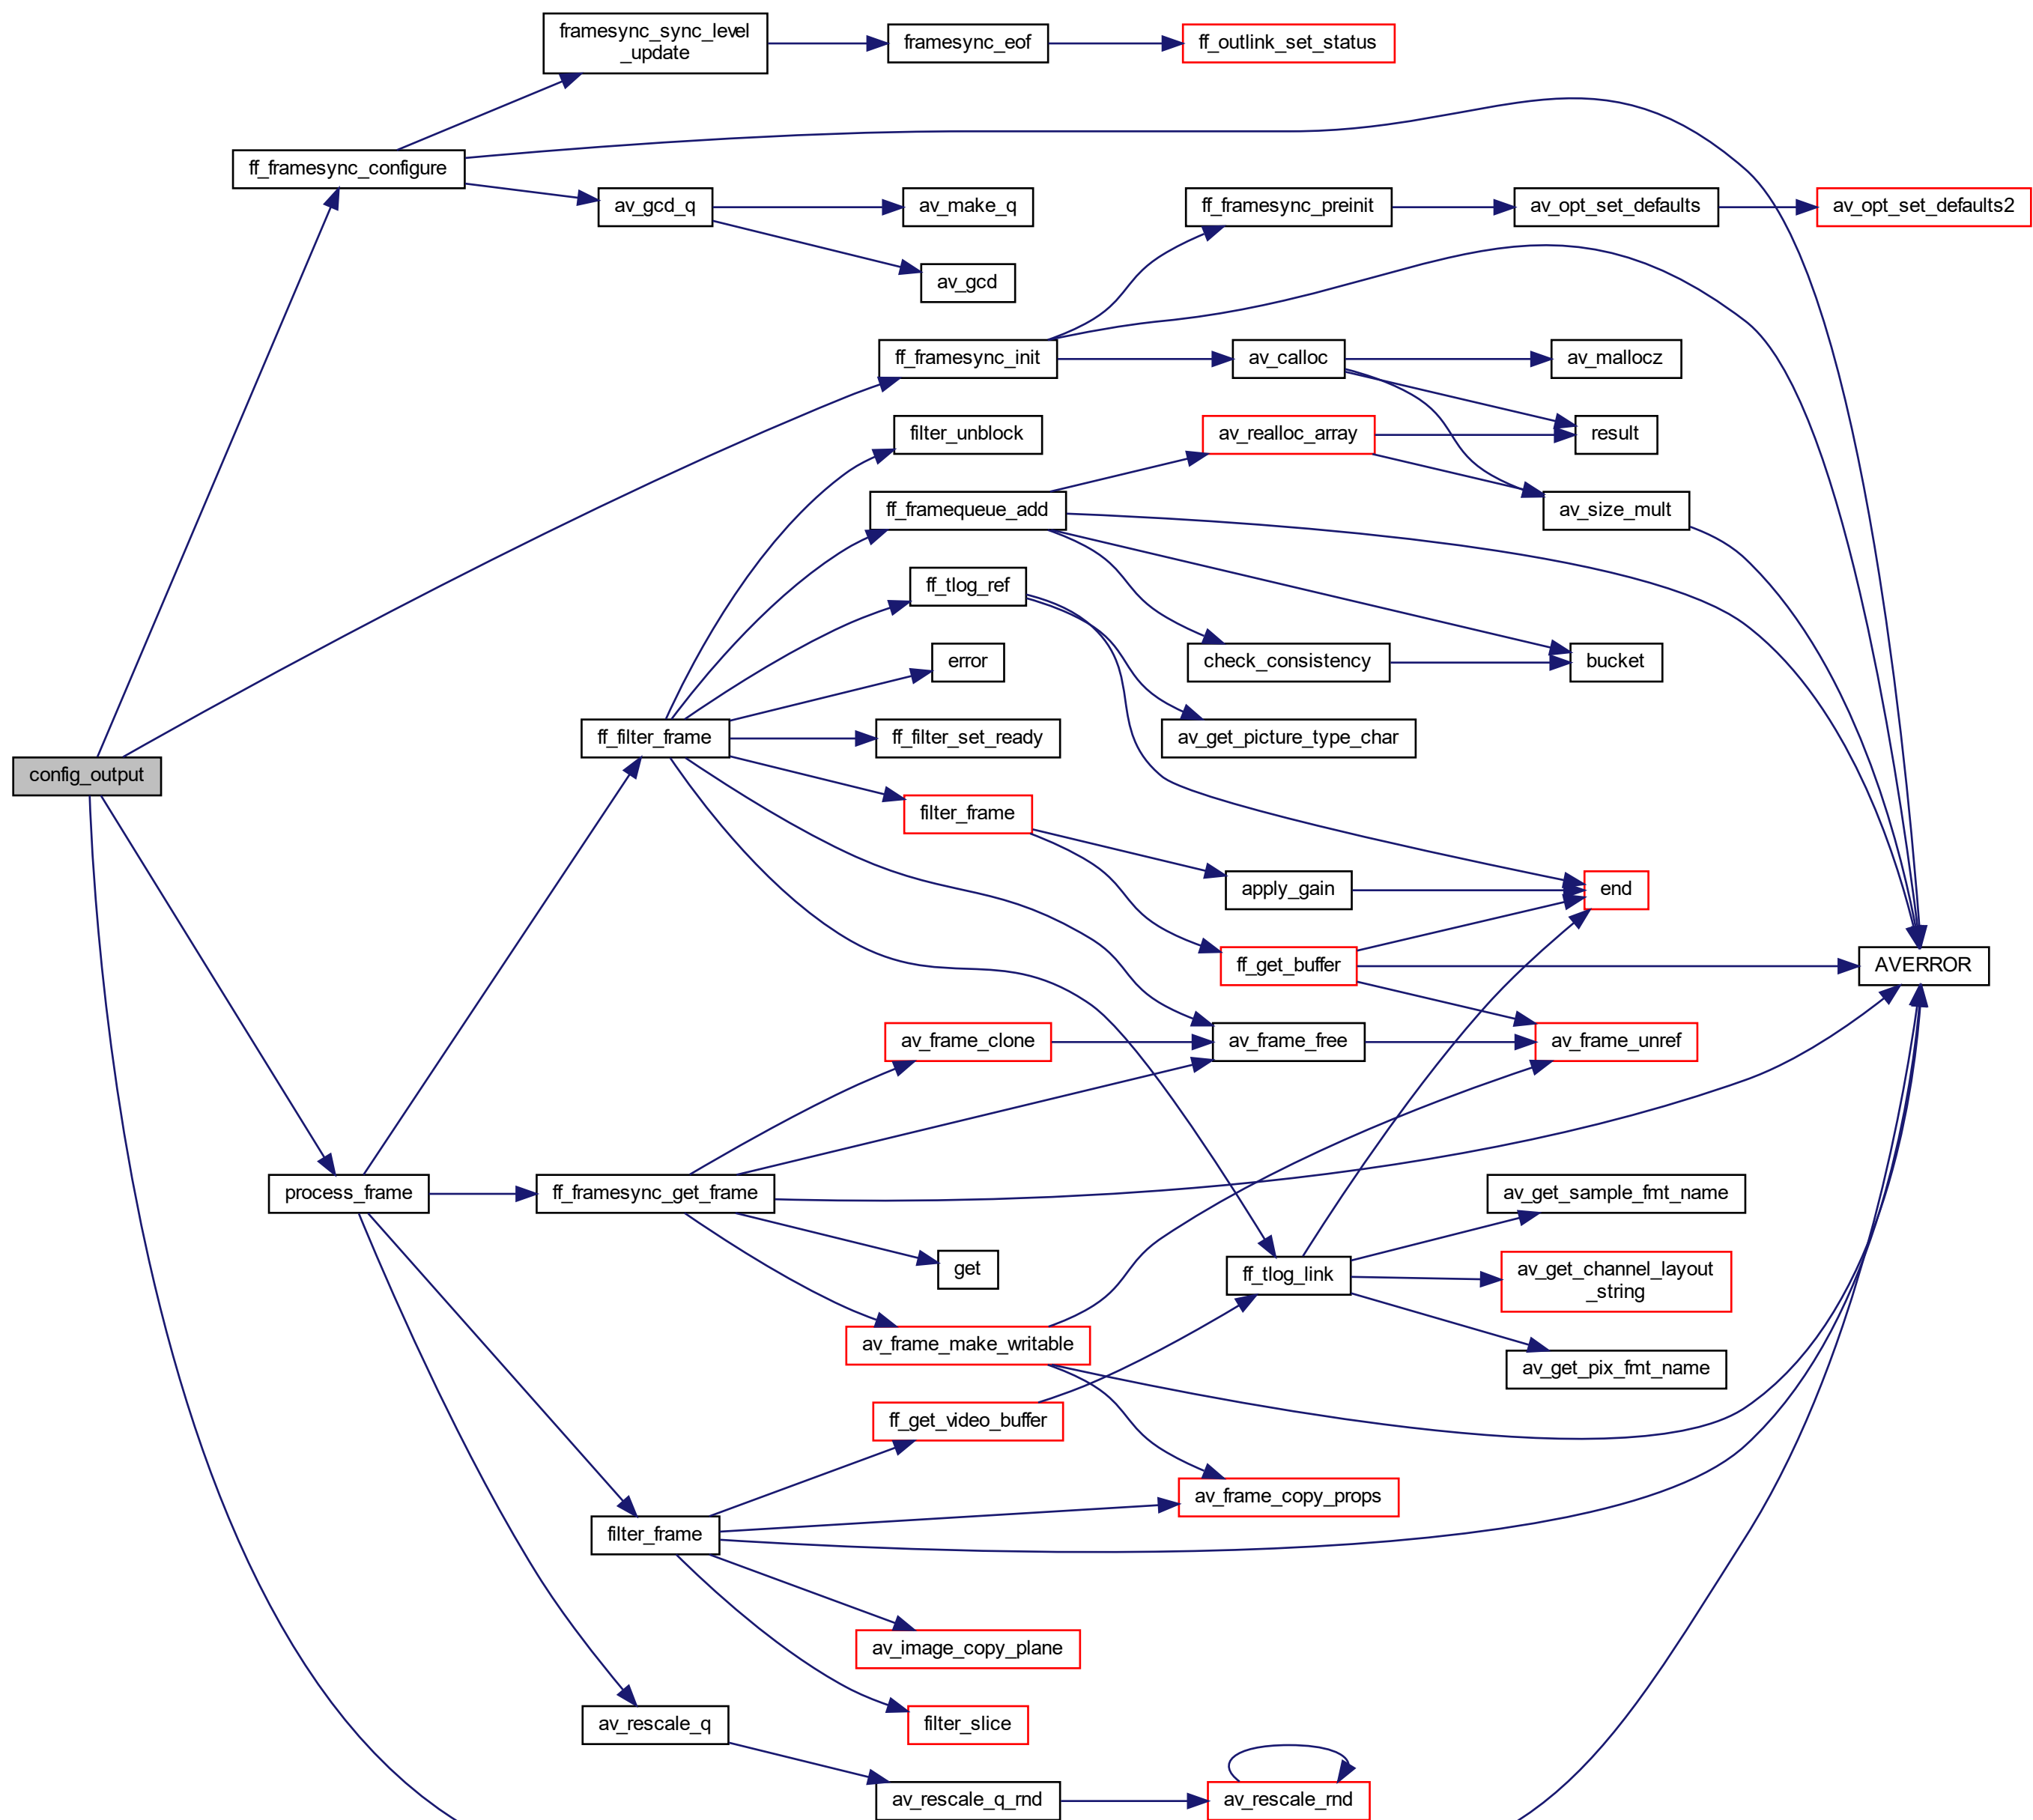 framesync_sync_level
_update
framesync_eof
ff_outlink_set_status
ff_framesync_configure
av_gcd_q
av_make_q
av_gcd
ff_framesync_preinit
av_opt_set_defaults
av_opt_set_defaults2
ff_framesync_init
av_calloc
av_mallocz
filter_unblock
av_realloc_array
result
ff_framequeue_add
av_size_mult
ff_tlog_ref
error
check_consistency
bucket
ff_filter_frame
ff_filter_set_ready
av_get_picture_type_char
config_output
filter_frame
apply_gain
end
ff_get_buffer
AVERROR
av_frame_clone
av_frame_free
av_frame_unref
process_frame
ff_framesync_get_frame
av_get_sample_fmt_name
get
ff_tlog_link
av_get_channel_layout
_string
av_frame_make_writable
av_get_pix_fmt_name
ff_get_video_buffer
av_frame_copy_props
filter_frame
av_image_copy_plane
av_rescale_q
filter_slice
av_rescale_q_rnd
av_rescale_rnd